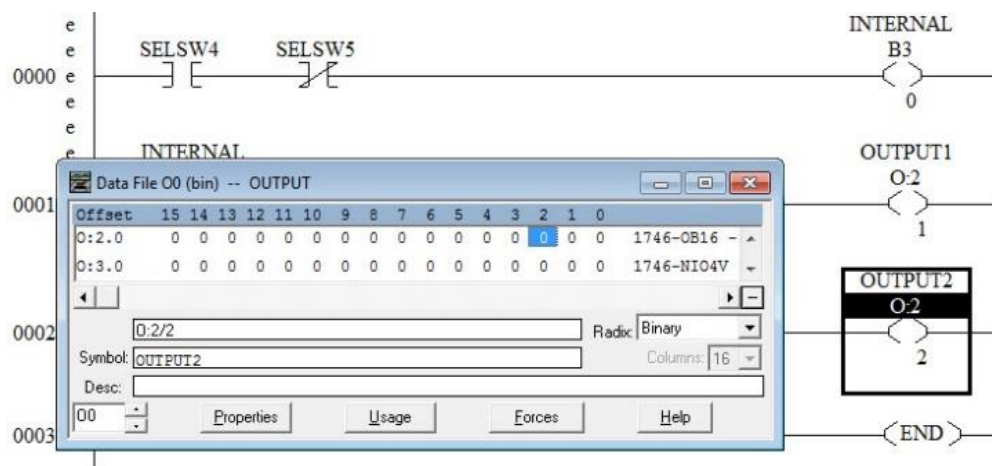 e
INTERNAL
e SELSW4 SELSW5 B3
0000 e
e 0
e
e INTERNAL OUTPUT1
Data File O0 (bin) -- OUTPUT O:2
0001 Offset 15 14 13 12 11 10 9 8 7 6 5 4 3 2 1 0
O:2.0 0 0 0 0 0 0 0 0 0 0 0 0 0 0 0 0 1746-OB16 - 1
O:3.0 0 0 0 0 0 0 0 0 0 0 0 0 0 0 0 0 1746-NIO4V
OUTPUT2
O:2
0002 O:2/2 Radix: Binary
Symbol: OUTPUT2 Columns: 16 2
Desc:
O0 Properties Usage Forces Help
0003 END